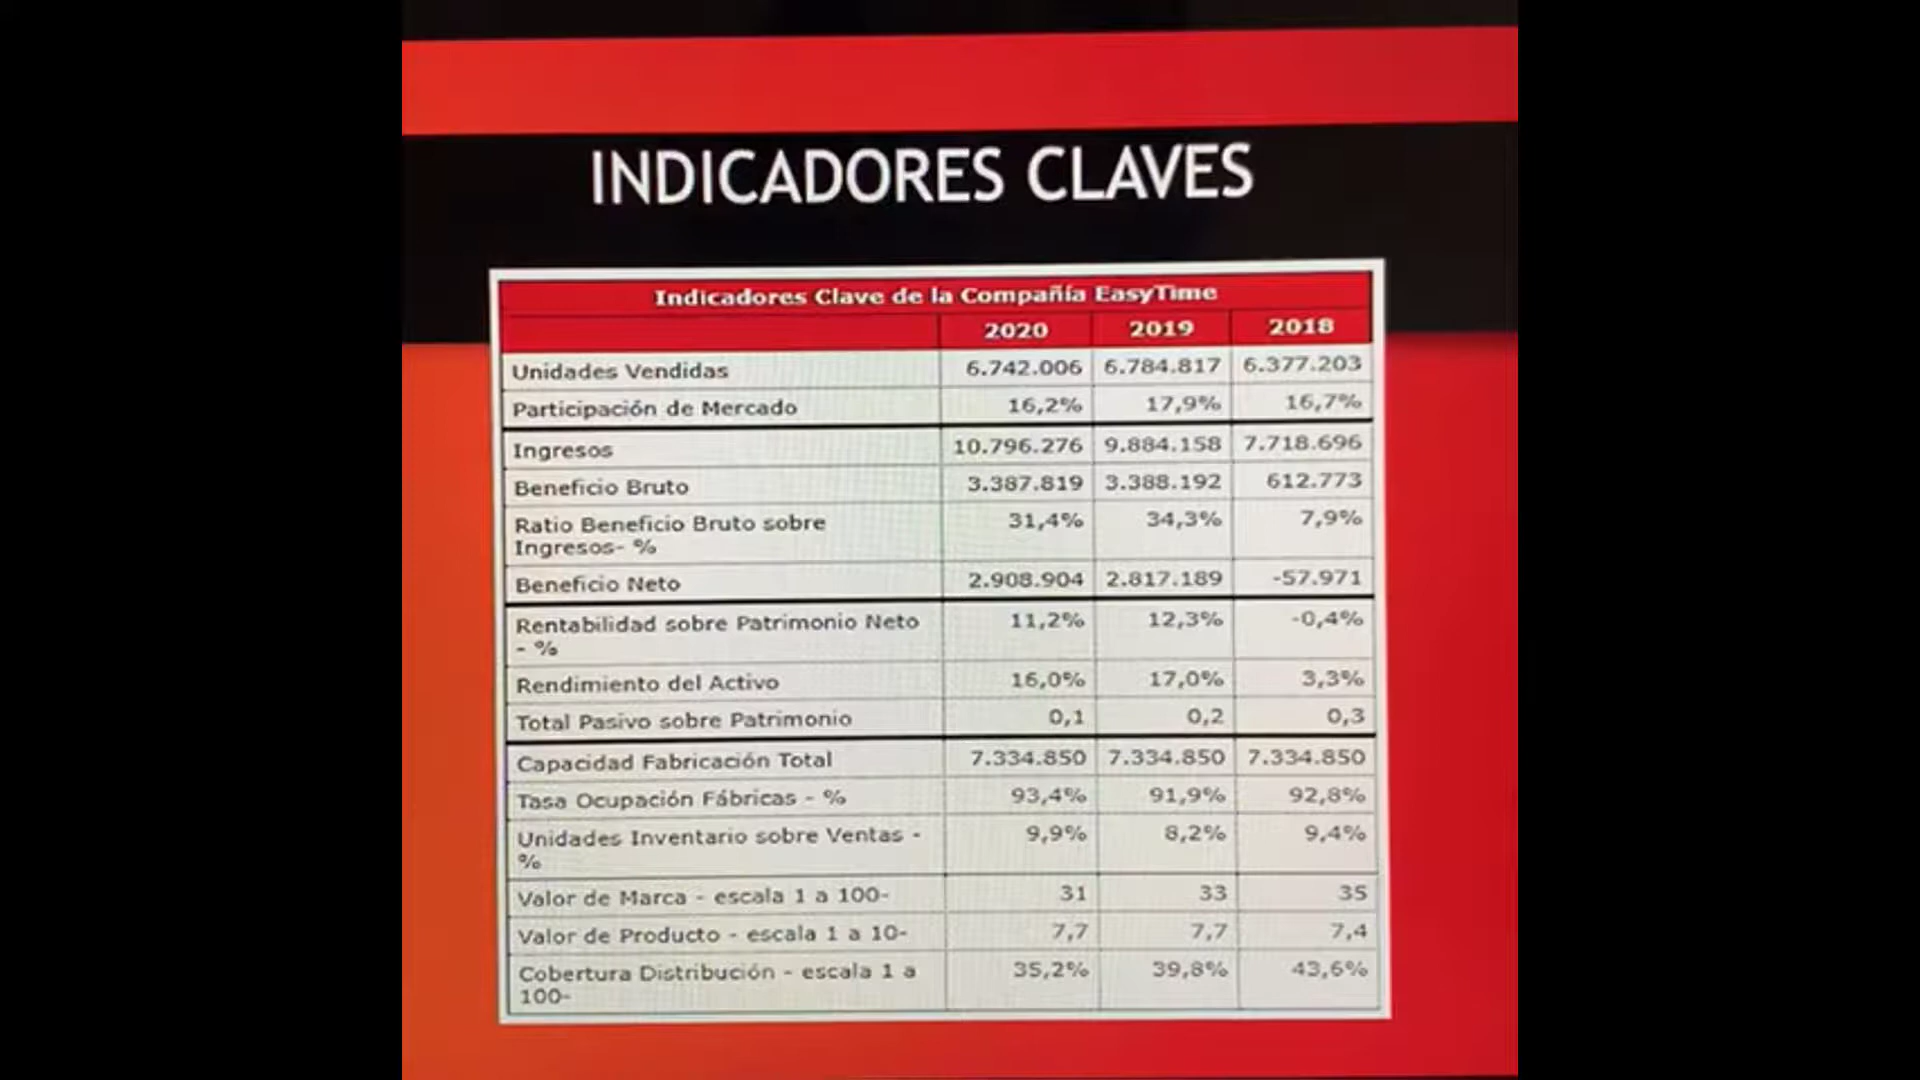 INDICADORES CLAVES
Indicadores Clave de la Compañía EasyTime
2020 2019 2018
Unidades Vendidas 6.742.006 6.784.817 6.377.203
Participación de Mercado 16,2% 17,9% 16,7%
Ingresos 10.796.276 9.884.158 7.718.696
Beneficio Bruto 3.387.819 3.388.192 612.773
Ratio Beneficio Bruto sobre 31,4% 34,3% 7,9%
Ingresos- %
Beneficio Neto 2.908.904 2.817.189 -57.971
Rentabilidad sobre Patrimonio Neto 11,2% 12,3% -0,4%
- %
Rendimiento del Activo 16,0% 17,0% 3,3%
Total Pasivo sobre Patrimonio 0,1 0,2 0,3
Capacidad Fabricación Total 7.334.850 7.334.850 7.334.850
Tasa Ocupación Fábricas - % 93,4% 91,9% 92,8%
Unidades Inventario sobre Ventas - 9,9% 8,2% 9,4%
%
Valor de Marca - escala 1 a 100- 31 33 35
Valor de Producto - escala 1 a 10- 7,7 7,7 7,4
Cobertura Distribución - escala 1 a 35,2% 39,8% 43,6%
100-